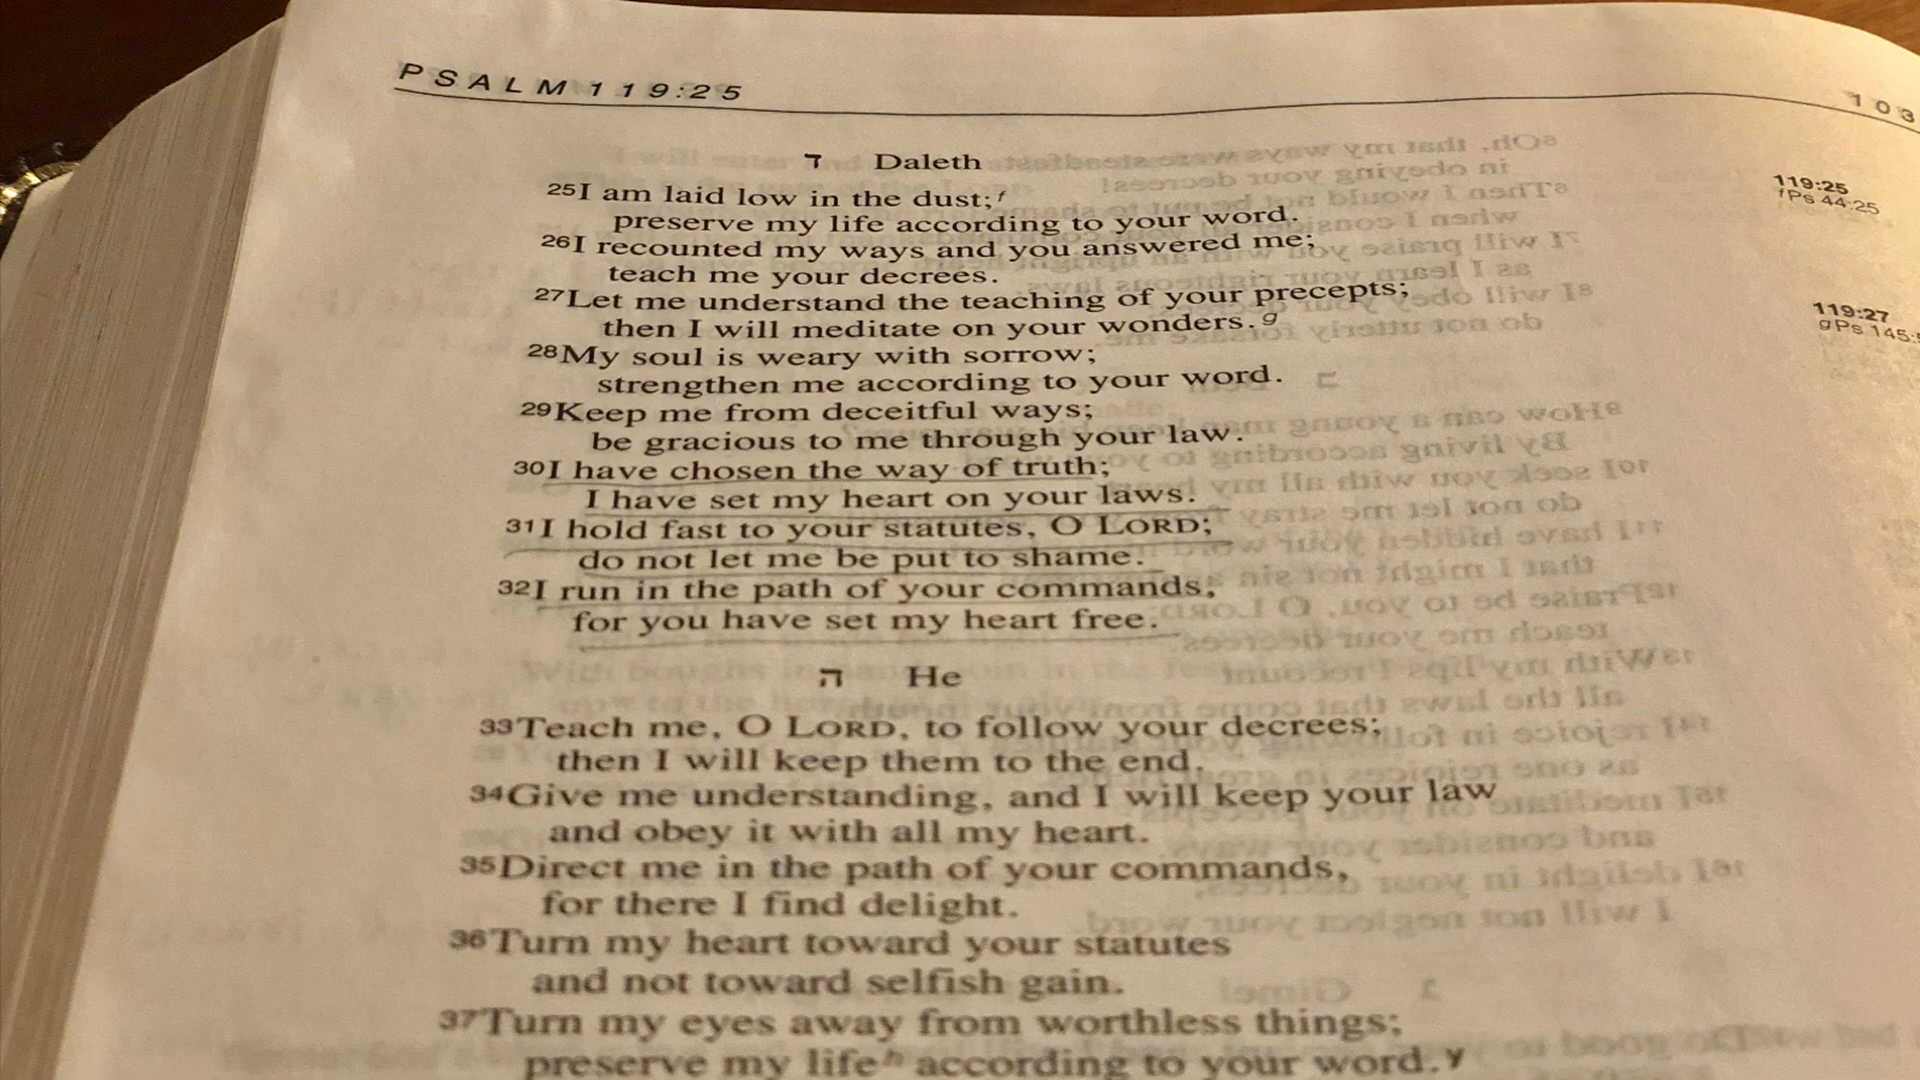 PSALM 119:25
103
ד Daleth
25I am laid low in the dust;f
preserve my life according to your word.
26I recounted my ways and you answered me;
teach me your decrees.
27Let me understand the teaching of your precepts;
then I will meditate on your wonders.g
28My soul is weary with sorrow;
strengthen me according to your word.
29Keep me from deceitful ways;
be gracious to me through your law.
30I have chosen the way of truth;
I have set my heart on your laws.
31I hold fast to your statutes, O LORD;
do not let me be put to shame.
32I run in the path of your commands,
for you have set my heart free.
ה He
33Teach me, O LORD, to follow your decrees;
then I will keep them to the end.
34Give me understanding, and I will keep your law
and obey it with all my heart.
35Direct me in the path of your commands,
for there I find delight.
36Turn my heart toward your statutes
and not toward selfish gain.
37Turn my eyes away from worthless things;
preserve my lifeh according to your word.y
119:25
fPs 44:25
119:27
gPs 145: